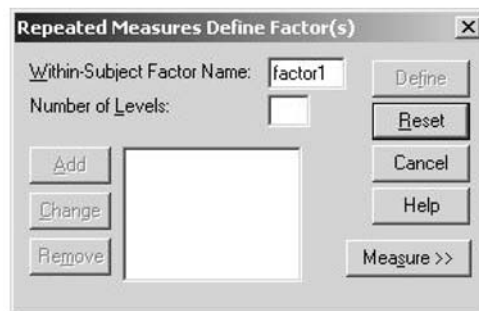 Repeated Measures Define Factor(s)
Within-Subject Factor Name: factor1
Define
Number of Levels:
Reset
Add
Cancel
Change
Help
Remove
Measure >>